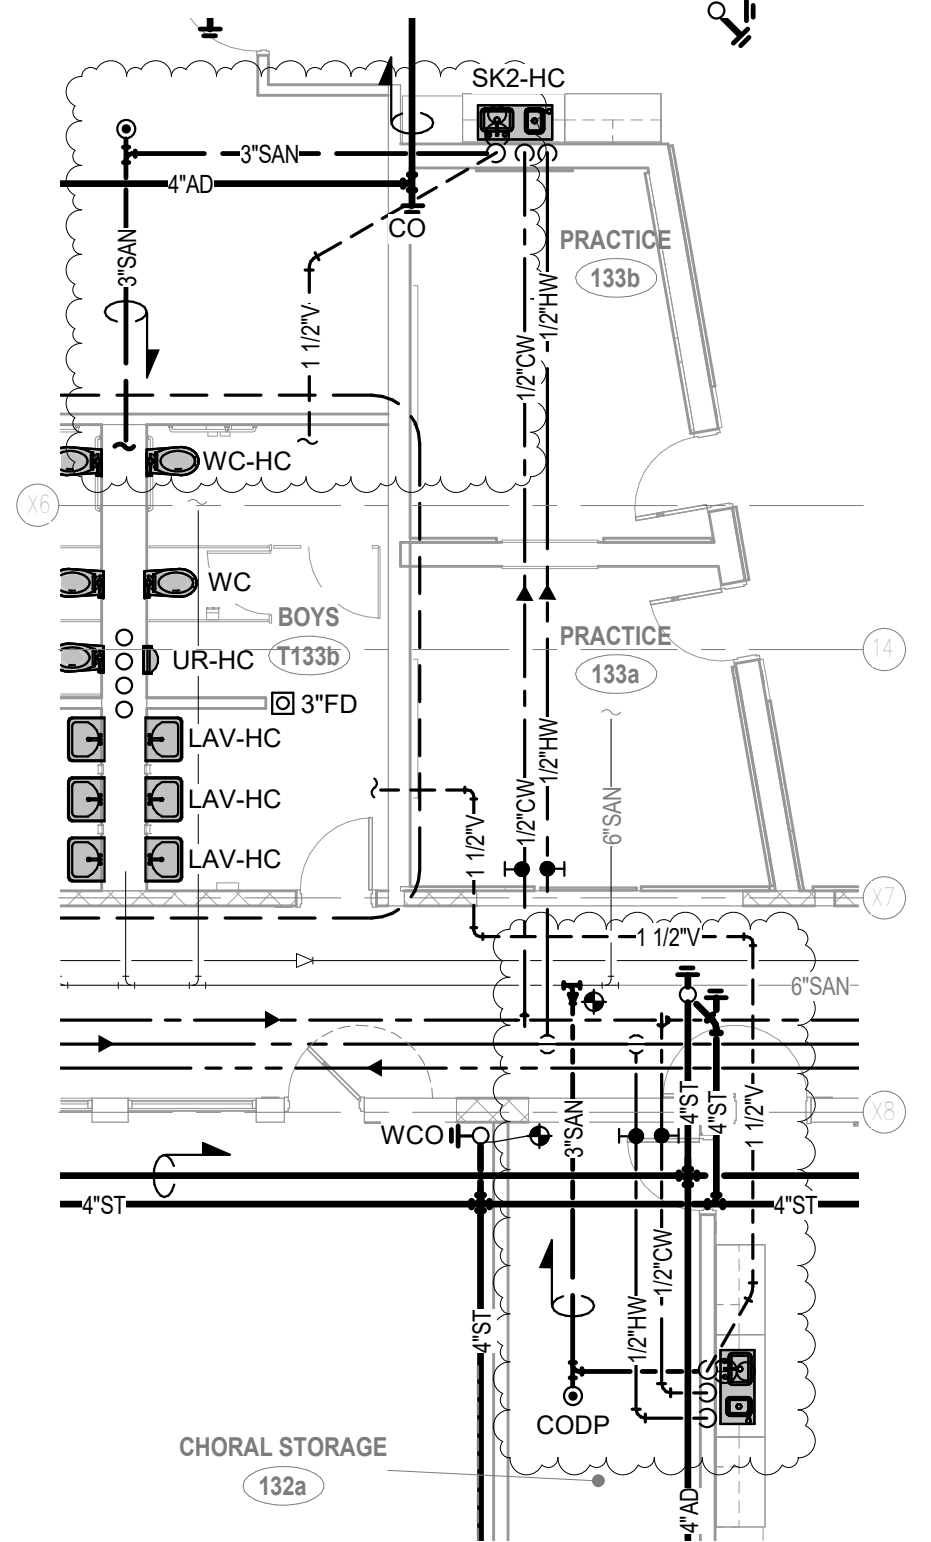 SK2-HC
3"SAN
4"AD
CO
3"SAN
PRACTICE
133b
1 1/2"V
1/2"CW
1/2"HW
WC-HC
X6
WC
BOYS
T133b
PRACTICE
133a
14
UR-HC
3"FD
LAV-HC
LAV-HC
LAV-HC
1 1/2"V
1/2"CW
1/2"HW
6"SAN
X7
1 1/2"V
6"SAN
WCO
3"SAN
4"ST
4"ST
1 1/2"V
X8
4"ST
4"ST
4"ST
1/2"HW
1/2"CW
CODP
CHORAL STORAGE
132a
4"AD